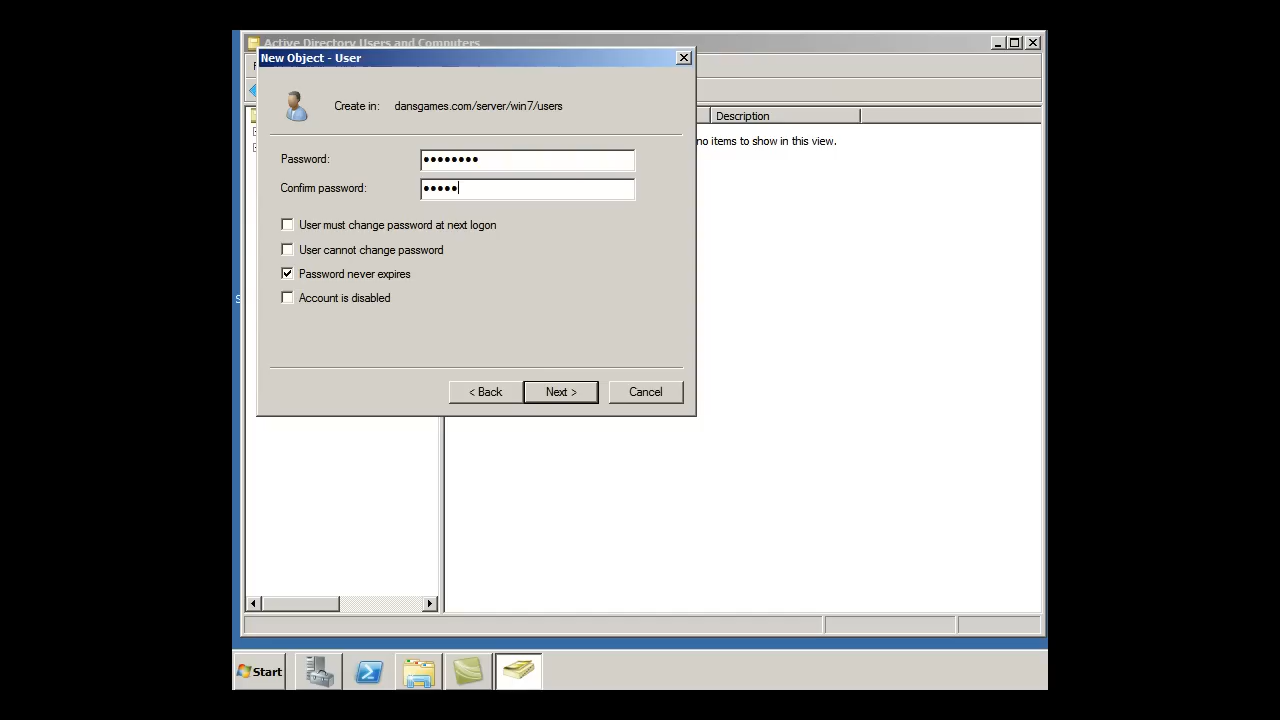 Active Directory Users and Computers
New Object - User
Create in: dansgames.com/server/win7/users
Description
no items to show in this view.
Password: ••••••••
Confirm password: •••••
User must change password at next logon
User cannot change password
Password never expires
Account is disabled
< Back Next > Cancel
Start